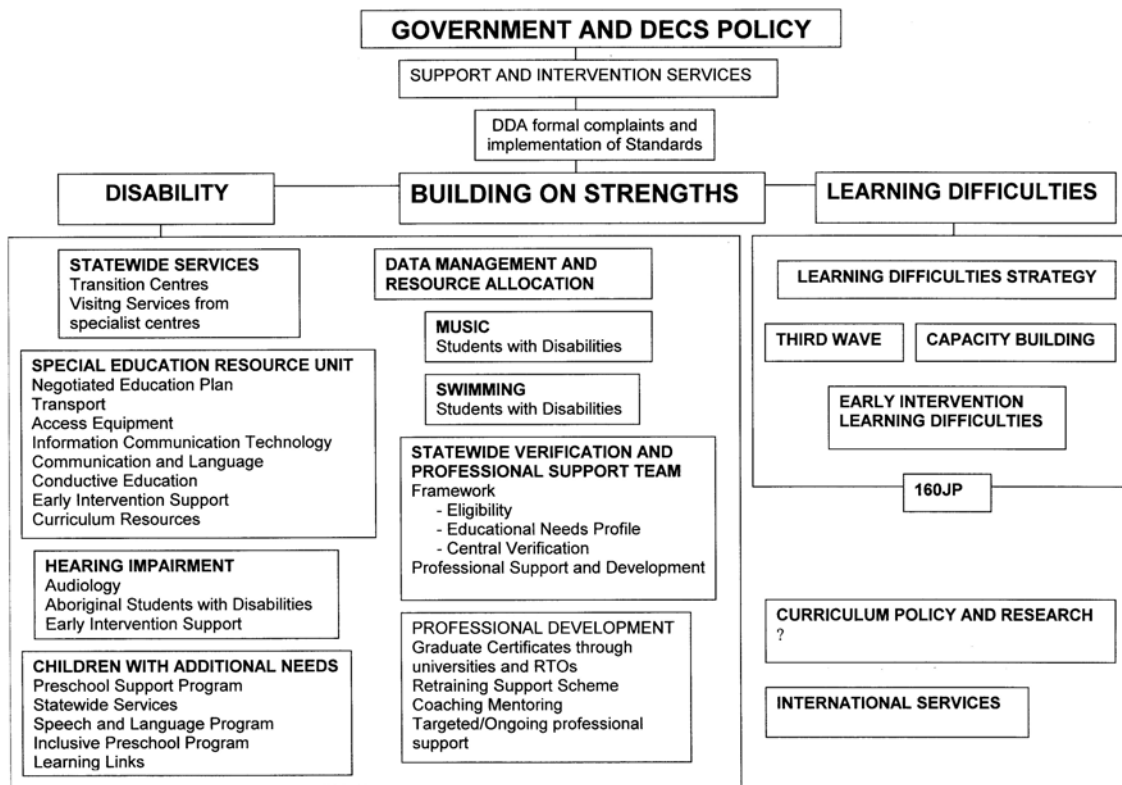 GOVERNMENT AND DECS POLICY
SUPPORT AND INTERVENTION SERVICES
DDA formal complaints and
implementation of Standards
DISABILITY
BUILDING ON STRENGTHS
LEARNING DIFFICULTIES
STATEWIDE SERVICES
Transition Centres
Visitng Services from
specialist centres
SPECIAL EDUCATION RESOURCE UNIT
Negotiated Education Plan
Transport
Access Equipment
Information Communication Technology
Communication and Language
Conductive Education
Early Intervention Support
Curriculum Resources
HEARING IMPAIRMENT
Audiology
Aboriginal Students with Disabilities
Early Intervention Support
CHILDREN WITH ADDITIONAL NEEDS
Preschool Support Program
Statewide Services
Speech and Language Program
Inclusive Preschool Program
Learning Links
DATA MANAGEMENT AND
RESOURCE ALLOCATION
MUSIC
Students with Disabilities
SWIMMING
Students with Disabilities
STATEWIDE VERIFICATION AND
PROFESSIONAL SUPPORT TEAM
Framework
- Eligibility
- Educational Needs Profile
- Central Verification
Professional Support and Development
PROFESSIONAL DEVELOPMENT
Graduate Certificates through
universities and RTOs
Retraining Support Scheme
Coaching Mentoring
Targeted/Ongoing professional
support
LEARNING DIFFICULTIES STRATEGY
THIRD WAVE
CAPACITY BUILDING
EARLY INTERVENTION
LEARNING DIFFICULTIES
160JP
CURRICULUM POLICY AND RESEARCH
?
INTERNATIONAL SERVICES